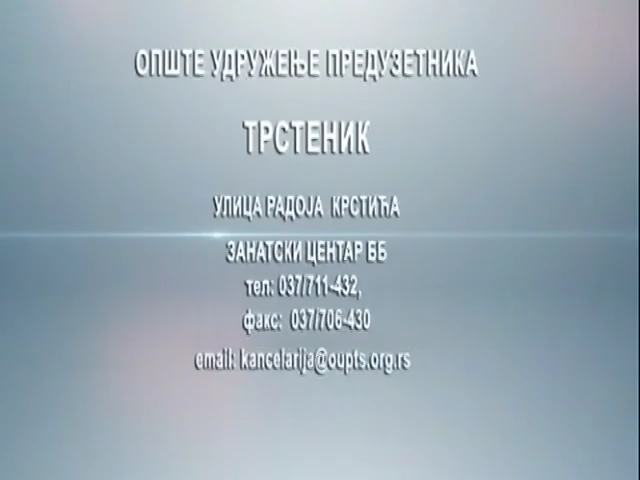 ОПШТЕ УДРУЖЕЊЕ ПРЕДУЗЕТНИКА
ТРСТЕНИК
УЛИЦА РАДОЈА КРСТИЋА
ЗАНАТСКИ ЦЕНТАР ББ
тел: 037/711-432,
факс: 037/706-430
email: kancelarija@oupts.org.rs